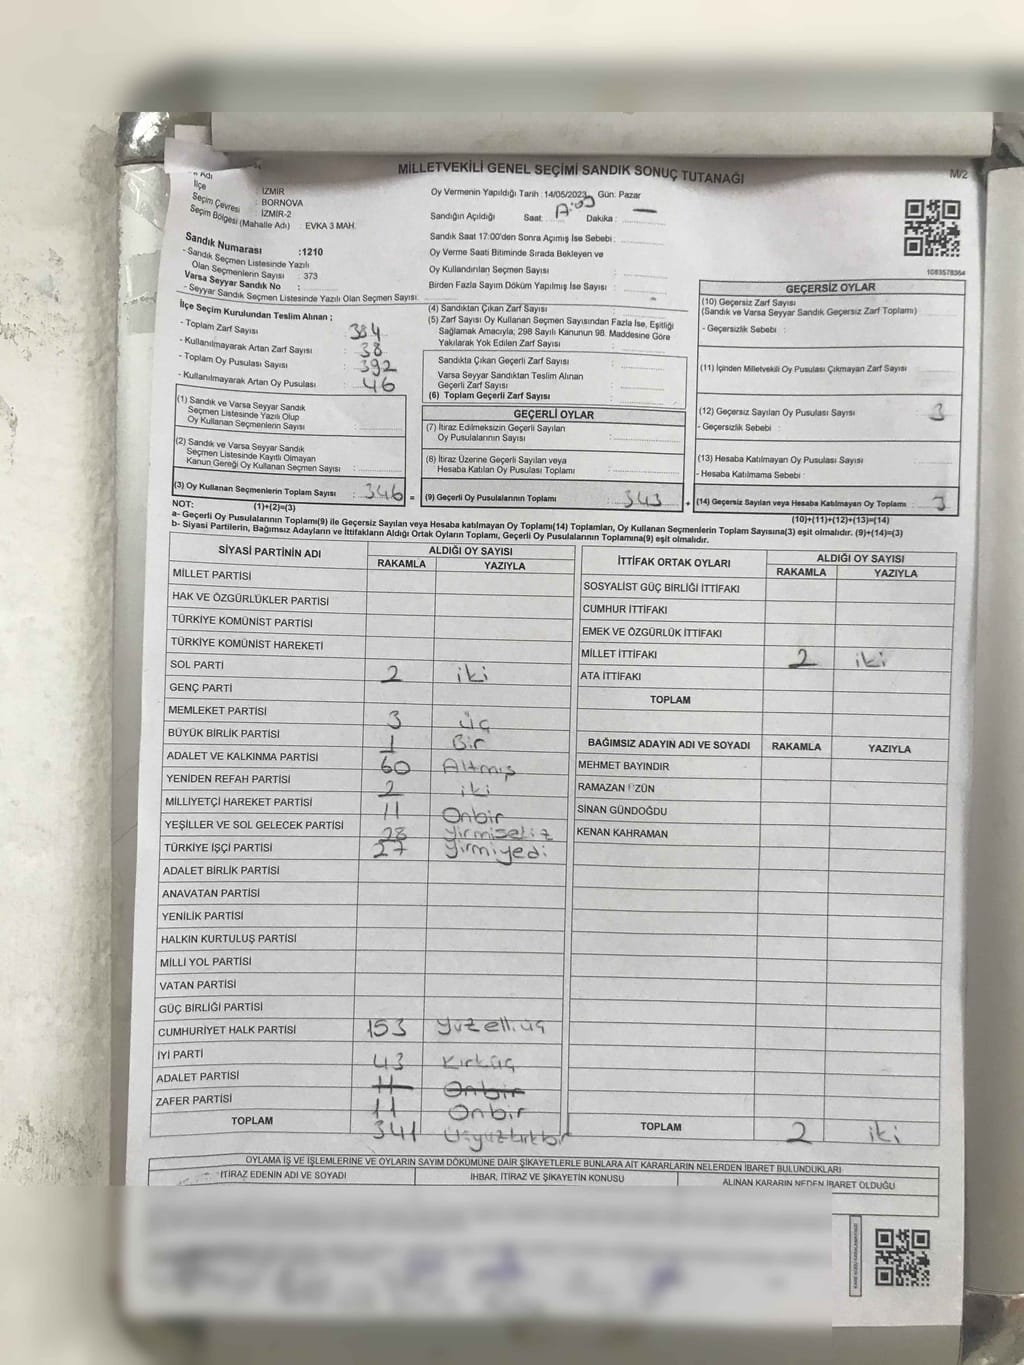 MİLLETVEKİLİ GENEL SEÇİMİ SANDIK SONUÇ TUTANAĞI
M/2
Adı : İZMİR
İlçe : BORNOVA
Seçim Çevresi : İZMİR-2
Seçim Bölgesi (Mahalle Adı) : EVKA 3 MAH.
Oy Vermenin Yapıldığı Tarih :14/05/2023 Gün: Pazar
Sandığın Açıldığı Saat: Dakika : —
Sandık Saat 17:00'den Sonra Açımış İse Sebebi :
Oy Verme Saati Bitiminde Sırada Bekleyen ve
Oy Kullandırılan Seçmen Sayısı
Birden Fazla Sayım Döküm Yapılmış İse Sayısı :
Sandık Numarası :1210
- Sandık Seçmen Listesinde Yazılı
Olan Seçmenlerin Sayısı : 373
Varsa Seyyar Sandık No :
- Seyyar Sandık Seçmen Listesinde Yazılı Olan Seçmen Sayısı:
İlçe Seçim Kurulundan Teslim Alınan ;
- Toplam Zarf Sayısı : 384
- Kullanılmayarak Artan Zarf Sayısı : 38
- Toplam Oy Pusulası Sayısı : 392
- Kullanılmayarak Artan Oy Pusulası : 46
(1) Sandık ve Varsa Seyyar Sandık
Seçmen Listesinde Yazılı Olup
Oy Kullanan Seçmenlerin Sayısı :
(2) Sandık ve Varsa Seyyar Sandık
Seçmen Listesinde Kayıtlı Olmayan
Kanun Gereği Oy Kullanan Seçmen Sayısı :
(3) Oy Kullanan Seçmenlerin Toplam Sayısı : 346 =
(1)+(2)=(3)
(4) Sandıktan Çıkan Zarf Sayısı :
(5) Zarf Sayısı Oy Kullanan Seçmen Sayısından Fazla İse, Eşitliği
Sağlamak Amacıyla; 298 Sayılı Kanunun 98. Maddesine Göre
Yakılarak Yok Edilen Zarf Sayısı :
Sandıkta Çıkan Geçerli Zarf Sayısı :
Varsa Seyyar Sandıktan Teslim Alınan
Geçerli Zarf Sayısı :
(6) Toplam Geçerli Zarf Sayısı :
GEÇERLİ OYLAR
(7) İtiraz Edilmeksizin Geçerli Sayılan
Oy Pusulalarının Sayısı :
(8) İtiraz Üzerine Geçerli Sayılan veya
Hesaba Katılan Oy Pusulası Toplamı :
(9) Geçerli Oy Pusulalarının Toplamı : 343 +
1083578364
GEÇERSİZ OYLAR
(10) Geçersiz Zarf Sayısı
(Sandık ve Varsa Seyyar Sandık Geçersiz Zarf Toplamı) :
- Geçersizlik Sebebi :
(11) İçinden Milletvekili Oy Pusulası Çıkmayan Zarf Sayısı :
(12) Geçersiz Sayılan Oy Pusulası Sayısı : 3
- Geçersizlik Sebebi :
(13) Hesaba Katılmayan Oy Pusulası Sayısı :
- Hesaba Katılmama Sebebi :
(14) Geçersiz Sayılan veya Hesaba Katılmayan Oy Toplamı : 3
(10)+(11)+(12)+(13)=(14)
NOT:
a- Geçerli Oy Pusulalarının Toplamı(9) ile Geçersiz Sayılan veya Hesaba katılmayan Oy Toplamı(14) Toplamları, Oy Kullanan Seçmenlerin Toplam Sayısına(3) eşit olmalıdır. (9)+(14)=(3)
b- Siyasi Partilerin, Bağımsız Adayların ve İttifakların Aldığı Ortak Oyların Toplamı, Geçerli Oy Pusulalarının Toplamına(9) eşit olmalıdır.
SİYASİ PARTİNİN ADI ALDIĞI OY SAYISI
RAKAMLA YAZIYLA
MİLLET PARTİSİ
HAK VE ÖZGÜRLÜKLER PARTİSİ
TÜRKİYE KOMÜNİST PARTİSİ
TÜRKİYE KOMÜNİST HAREKETİ
SOL PARTİ 2 iki
GENÇ PARTİ
MEMLEKET PARTİSİ 3 üç
BÜYÜK BİRLİK PARTİSİ 1 Bir
ADALET VE KALKINMA PARTİSİ 60 Altmış
YENİDEN REFAH PARTİSİ 2 iki
MİLLİYETÇİ HAREKET PARTİSİ 11 Onbir
YEŞİLLER VE SOL GELECEK PARTİSİ 28 Yirmisekiz
TÜRKİYE İŞÇİ PARTİSİ 27 Yirmiyedi
ADALET BİRLİK PARTİSİ
ANAVATAN PARTİSİ
YENİLİK PARTİSİ
HALKIN KURTULUŞ PARTİSİ
MİLLİ YOL PARTİSİ
VATAN PARTİSİ
GÜÇ BİRLİĞİ PARTİSİ
CUMHURİYET HALK PARTİSİ 153 Yüzelliüç
İYİ PARTİ 43 Kırküç
ADALET PARTİSİ 11 Onbir
ZAFER PARTİSİ 11 Onbir
TOPLAM 341 Üçyüzkırkbir
İTTİFAK ORTAK OYLARI ALDIĞI OY SAYISI
RAKAMLA YAZIYLA
SOSYALİST GÜÇ BİRLİĞİ İTTİFAKI
CUMHUR İTTİFAKI
EMEK VE ÖZGÜRLÜK İTTİFAKI
MİLLET İTTİFAKI 2 iki
ATA İTTİFAKI
TOPLAM
BAĞIMSIZ ADAYIN ADI VE SOYADI RAKAMLA YAZIYLA
MEHMET BAYINDIR
RAMAZAN ÜZÜN
SİNAN GÜNDOĞDU
KENAN KAHRAMAN
TOPLAM 2 iki
OYLAMA İŞ VE İŞLEMLERİNE VE OYLARIN SAYIM DÖKÜMÜNE DAİR ŞİKAYETLERLE BUNLARA AİT KARARLARIN NELERDEN İBARET BULUNDUKLARI
İTİRAZ EDENİN ADI VE SOYADI İHBAR, İTİRAZ VE ŞİKAYETİN KONUSU ALINAN KARARIN NEDEN İBARET OLDUĞU